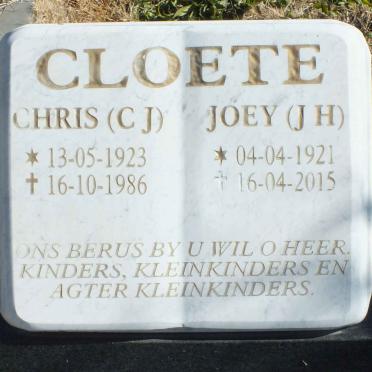 CLOETE
CHRIS (C J) JOEY (J H)
* 13-05-1923 * 04-04-1921
† 16-10-1986 † 16-04-2015
ONS BERUS BY U WIL O HEER.
KINDERS, KLEINKINDERS EN
AGTER KLEINKINDERS.